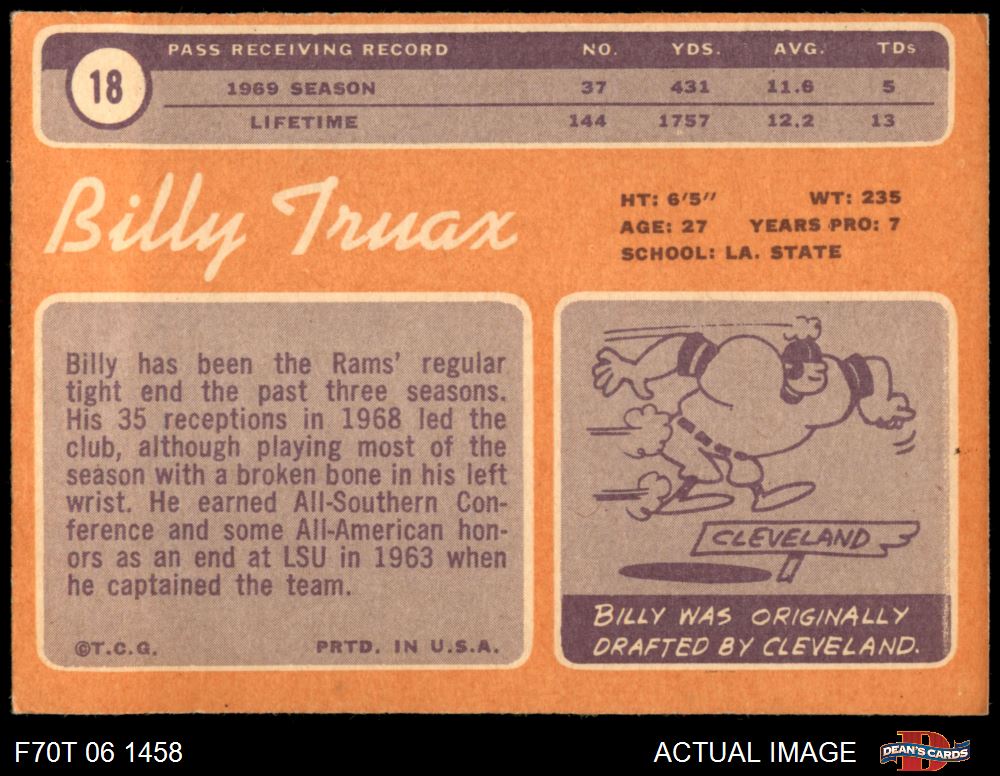 18
PASS RECEIVING RECORD NO. YDS. AVG. TDs
1969 SEASON 37 431 11.6 5
LIFETIME 144 1757 12.2 13
Billy Truax
HT: 6'5" WT: 235
AGE: 27 YEARS PRO: 7
SCHOOL: LA. STATE
Billy has been the Rams' regular
tight end the past three seasons.
His 35 receptions in 1968 led the
club, although playing most of the
season with a broken bone in his left
wrist. He earned All-Southern Con-
ference and some All-American hon-
ors as an end at LSU in 1963 when
he captained the team.
©T.C.G. PRTD. IN U.S.A.
CLEVELAND
BILLY WAS ORIGINALLY
DRAFTED BY CLEVELAND.
F70T 06 1458 ACTUAL IMAGE DEAN'S CARDS